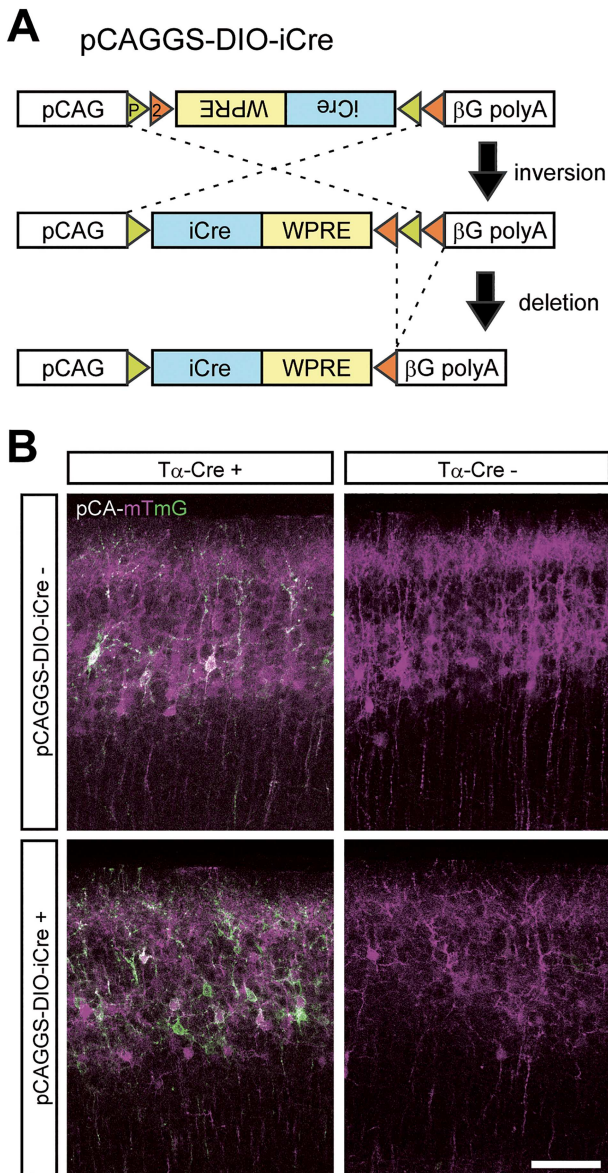 A
pCAGGS-DIO-iCre
pCAG P 2 WPRE iCre βG polyA
inversion
pCAG iCre WPRE βG polyA
deletion
pCAG iCre WPRE βG polyA
B
Tα-Cre + Tα-Cre -
pCA-mTmG
pCAGGS-DIO-iCre -
pCAGGS-DIO-iCre +